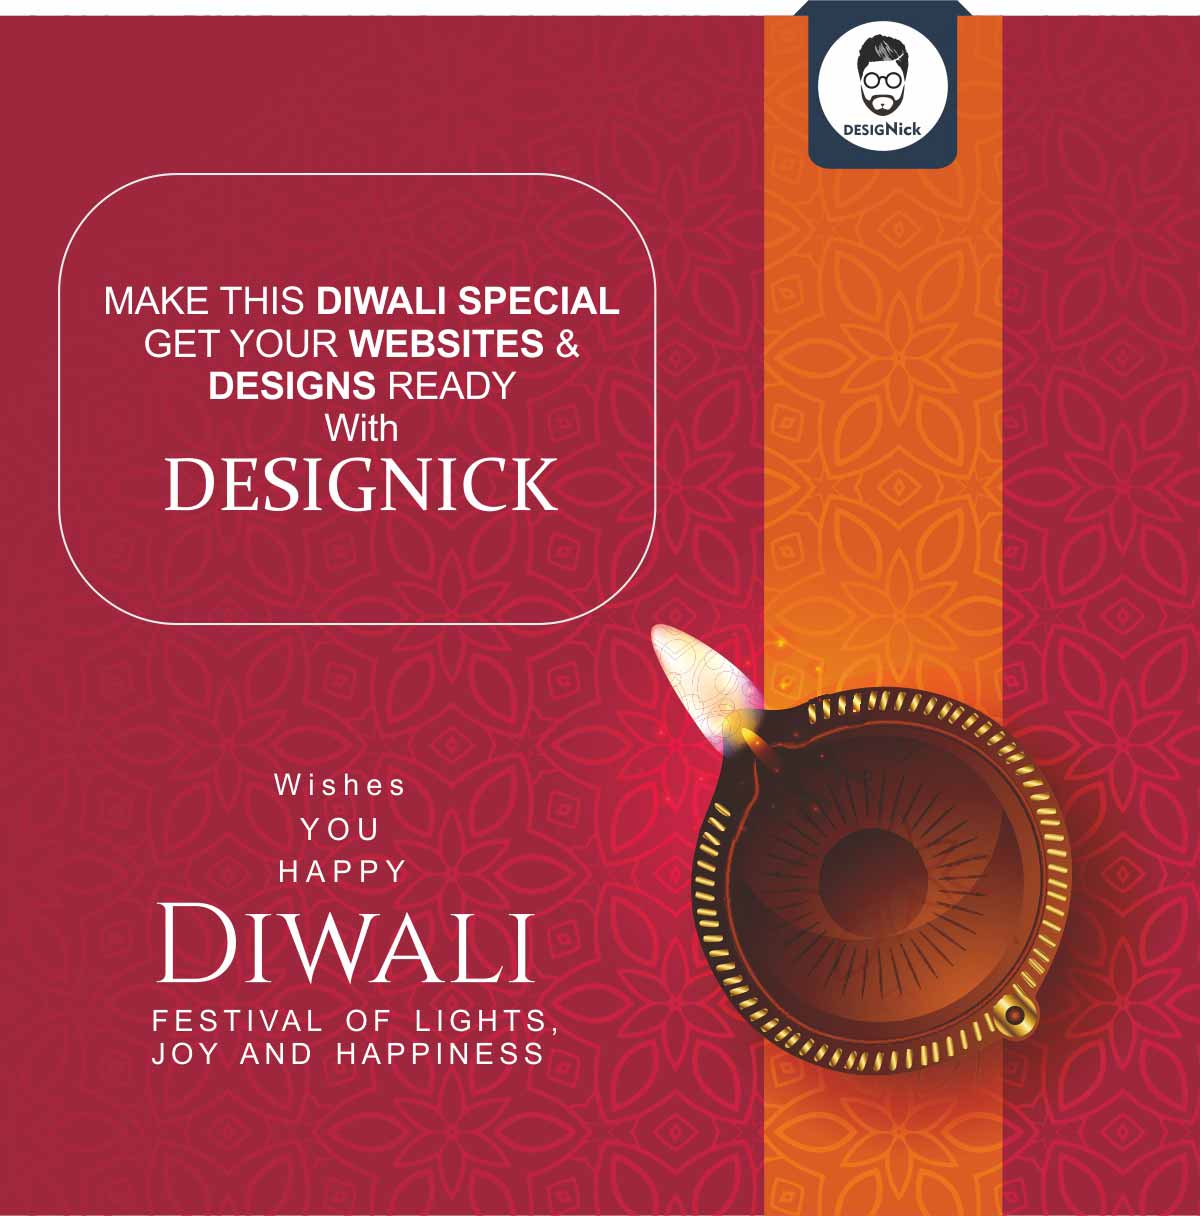 DESIGNick
MAKE THIS DIWALI SPECIAL
GET YOUR WEBSITES &
DESIGNS READY
With
DESIGNICK
Wishes
YOU
HAPPY
DIWALI
FESTIVAL OF LIGHTS,
JOY AND HAPPINESS